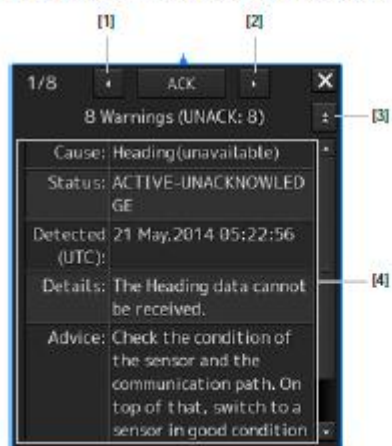 [1] [2]
1/8 ACK X
8 Warnings (UNACK: 8) [3]
Cause: Heading(unavailable)
Status: ACTIVE-UNACKNOWLED
GE
Detected 21 May,2014 05:22:56
(UTC):
Details: The Heading data cannot [4]
be received.
Advice: Check the condition of
the sensor and the
communication path. On
top of that, switch to a
sensor in good condition